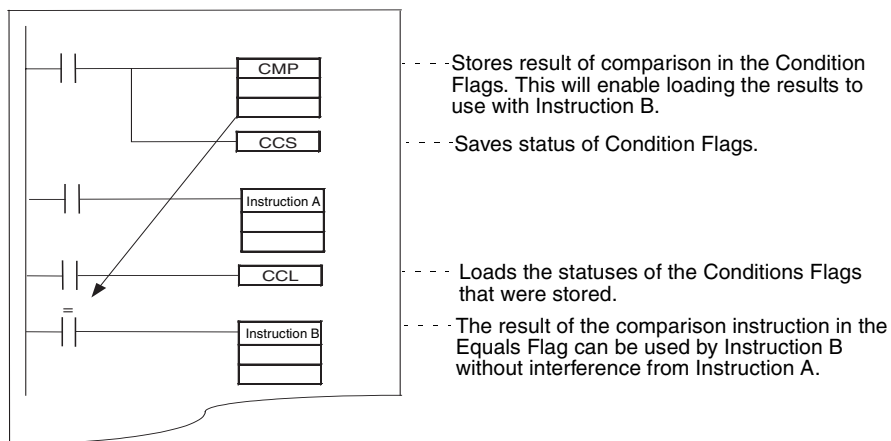 CMP
Stores result of comparison in the Condition
Flags. This will enable loading the results to
use with Instruction B.
CCS
Saves status of Condition Flags.
Instruction A
CCL
Loads the statuses of the Conditions Flags
that were stored.
=
Instruction B
The result of the comparison instruction in the
Equals Flag can be used by Instruction B
without interference from Instruction A.